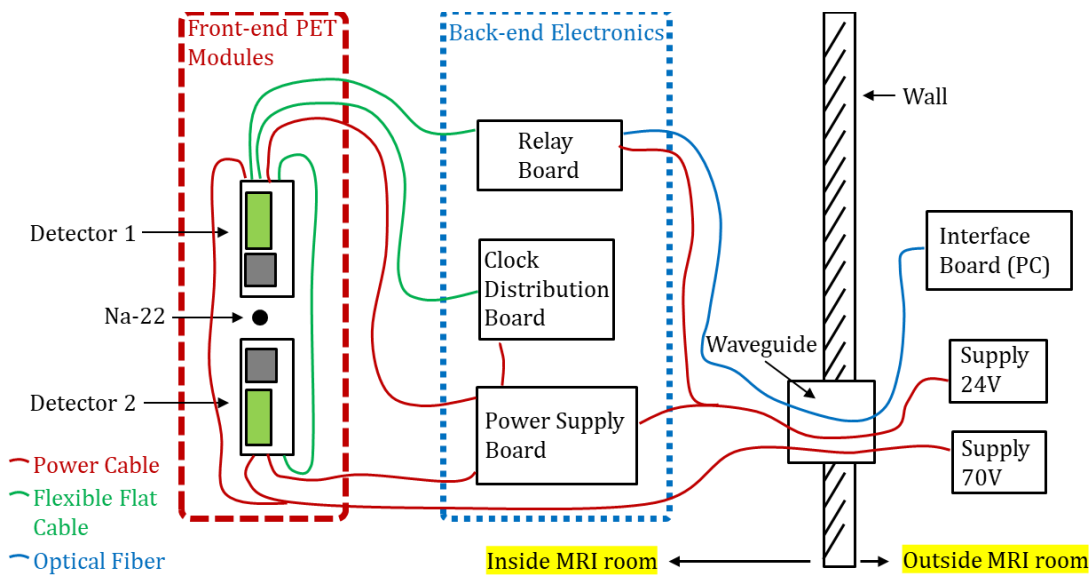 Front-end PET
Modules
Back-end Electronics
Wall
Relay
Board
Detector 1
Clock
Distribution
Board
Interface
Board (PC)
Na-22
Waveguide
Supply
24V
Detector 2
Power Supply
Board
Supply
70V
Power Cable
Flexible Flat
Cable
Optical Fiber
Inside MRI room
Outside MRI room